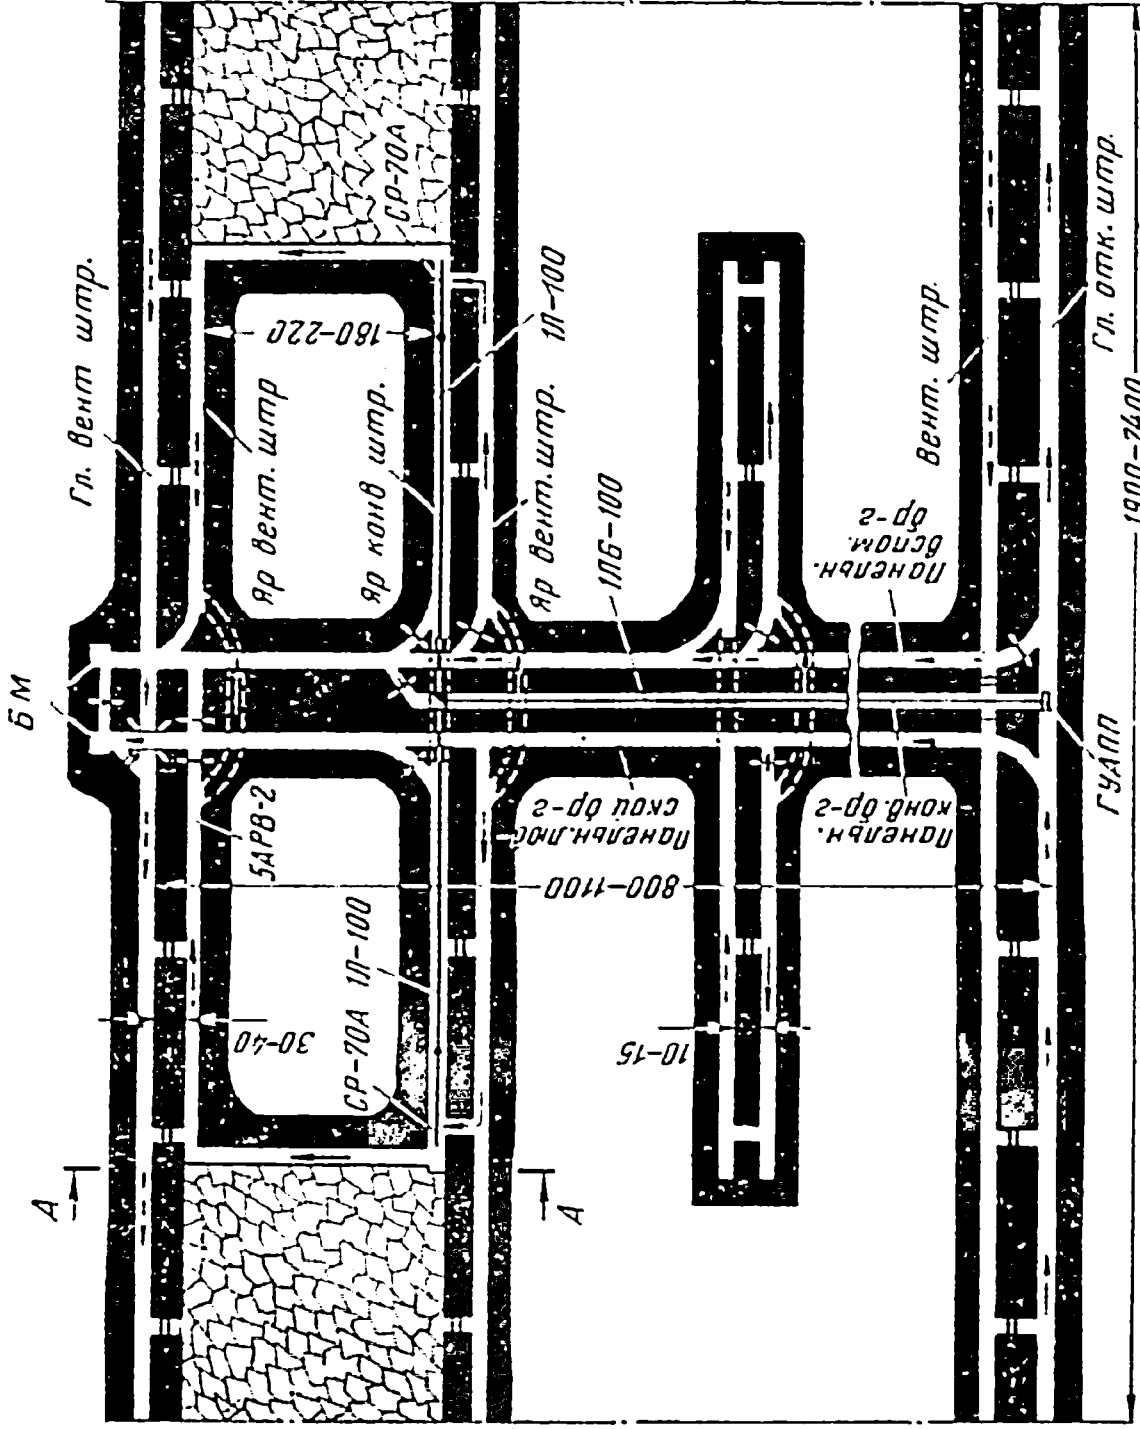 БМ
Гл. вент штр.
СР-70А
180-220
Яр вент. штр
Яр конв штр.
1Л-100
Яр вент. штр.
1ЛБ-100
Вент. штр.
Гл. отк. штр.
Панельн.
вспом.
бр-г
5АРВ-2
Панельн. люд
ской бр-г
Панельн.
конв. бр-г
ГУАПП
1900-2400
800-1100
30-40
СР-70А 1Л-100
10-15
А
А